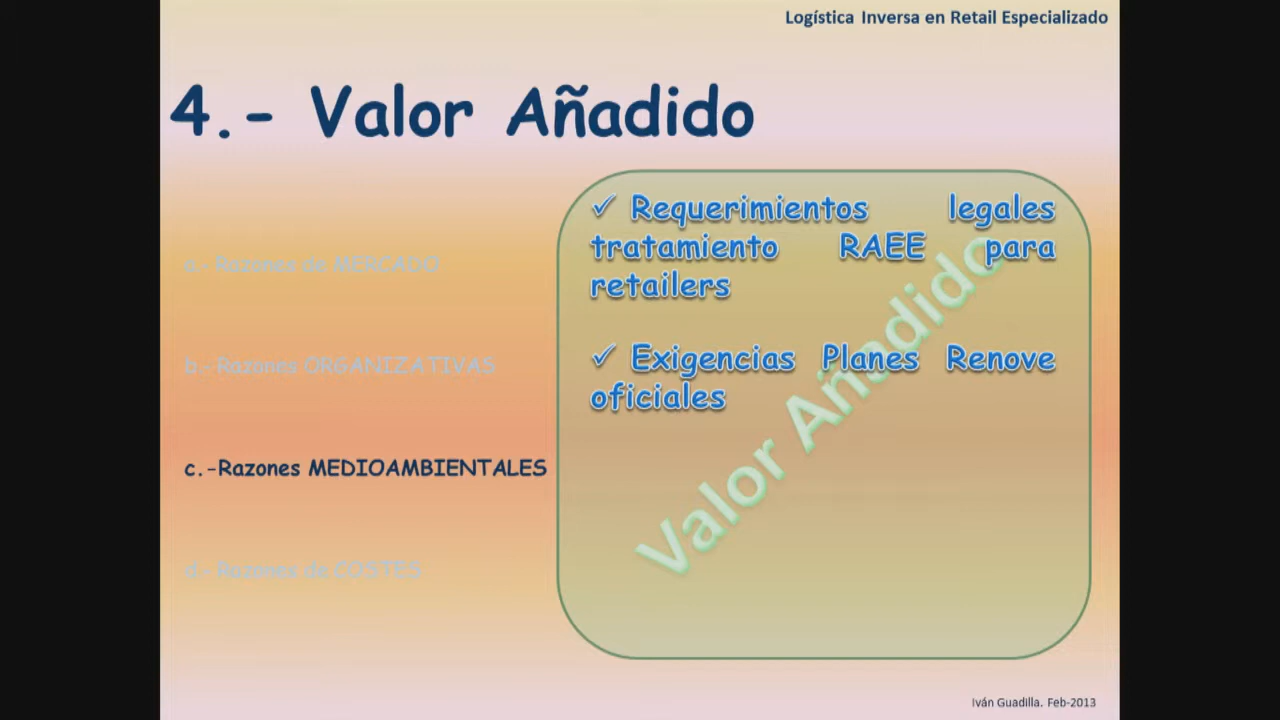 Logística Inversa en Retail Especializado
4.- Valor Añadido
a.- Razones de MERCADO
b.- Razones ORGANIZATIVAS
c.-Razones MEDIOAMBIENTALES
d.- Razones de COSTES
✓ Requerimientos legales
tratamiento RAEE para
retailers
✓ Exigencias Planes Renove
oficiales
Valor Añadido
Iván Guadilla. Feb-2013